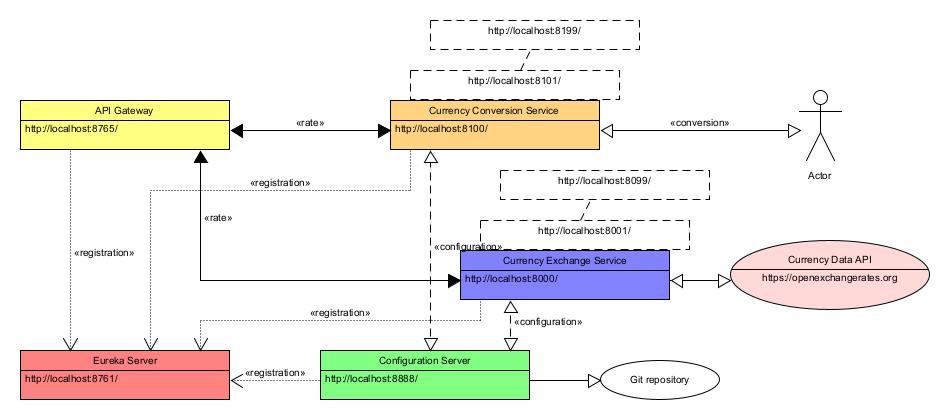 http://localhost:8199/
http://localhost:8101/
API Gateway
http://localhost:8765/
«rate»
Currency Conversion Service
http://localhost:8100/
«conversion»
Actor
«registration»
http://localhost:8099/
«rate»
http://localhost:8001/
«configuration»
«registration»
Currency Exchange Service
http://localhost:8000/
Currency Data API
https://openexchangerates.org
«registration»
«configuration»
Eureka Server
http://localhost:8761/
«registration»
Configuration Server
http://localhost:8888/
Git repository